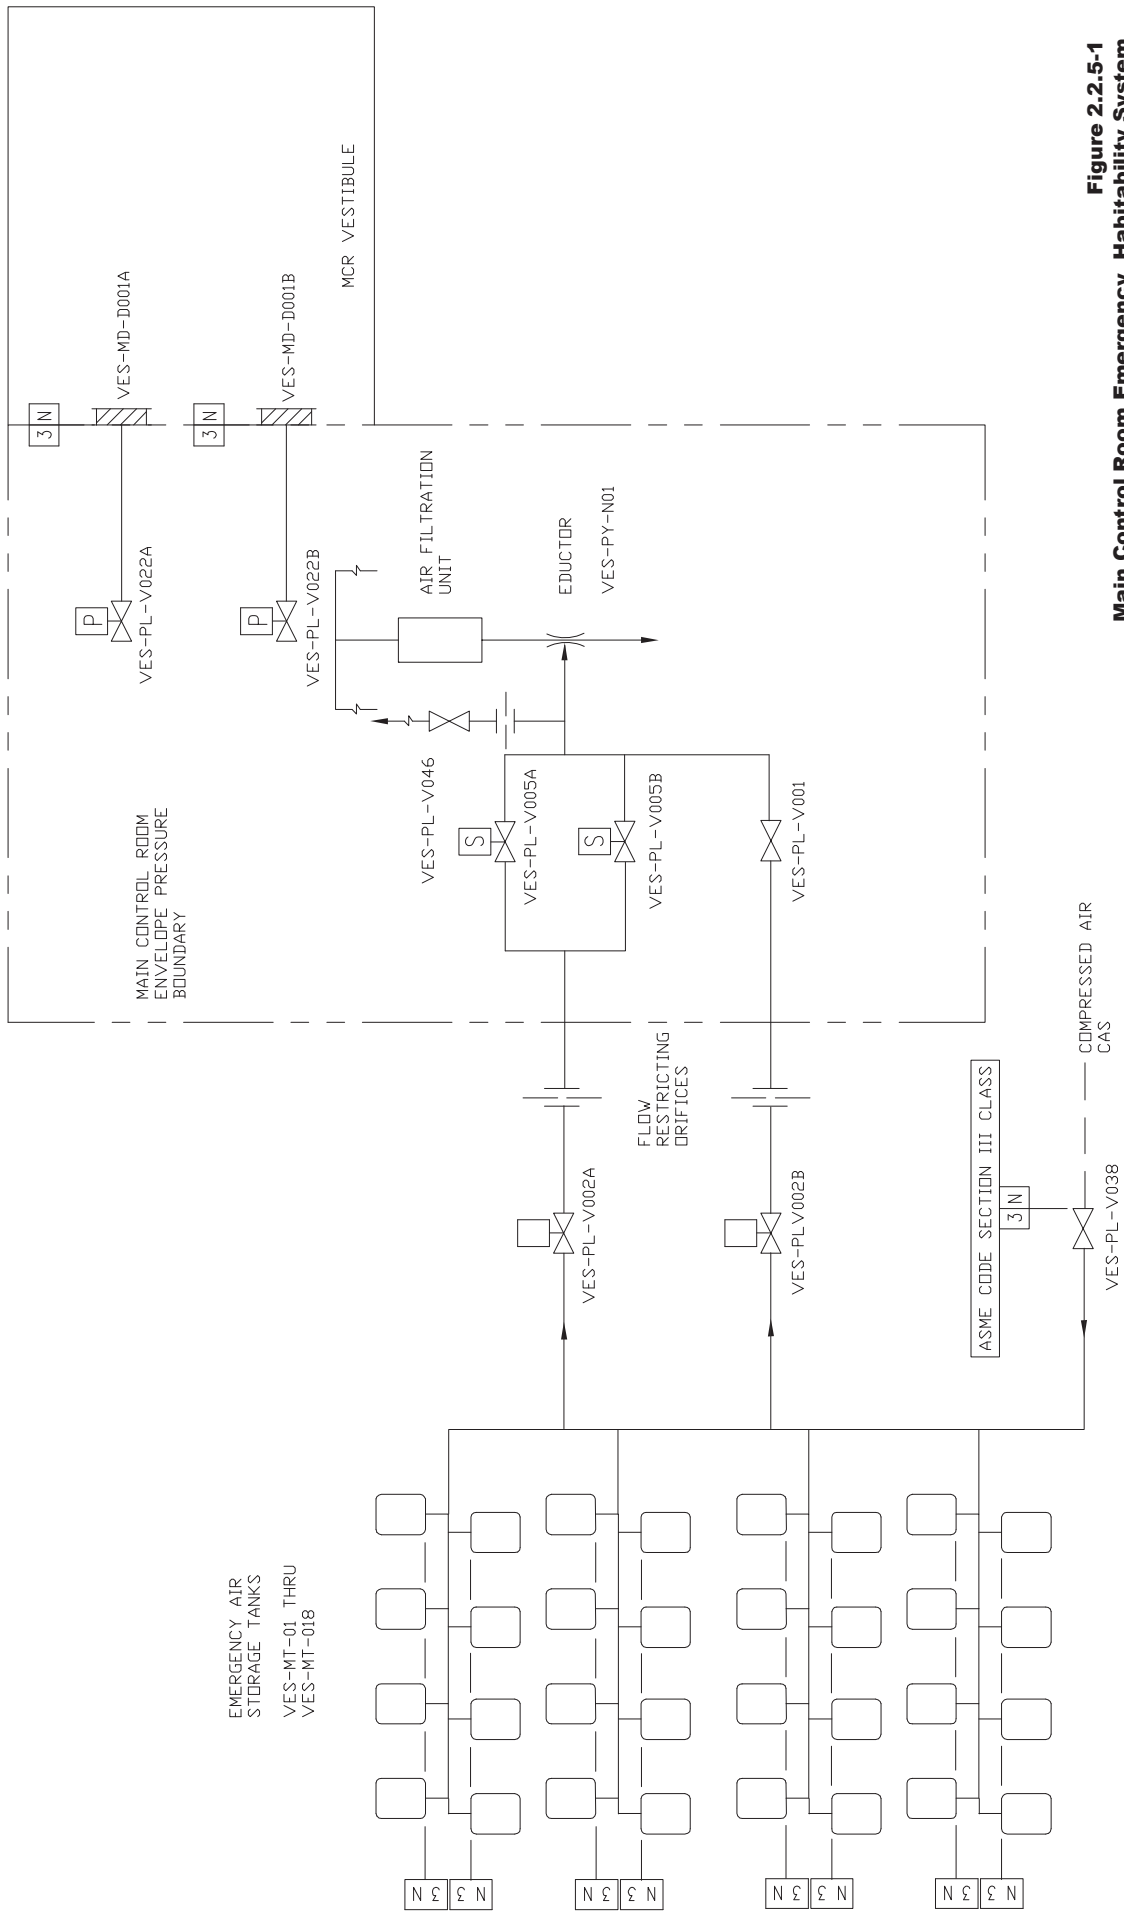 3 N
VES-MD-D001A
VES-PL-V022A
MAIN CONTROL ROOM
ENVELOPE PRESSURE
BOUNDARY
P
3 N
VES-MD-D001B
P
VES-PL-V022B
MCR VESTIBULE
EMERGENCY AIR
STORAGE TANKS
VES-MT-01 THRU
VES-MT-018
AIR FILTRATION
UNIT
VES-PL-V046
EDUCTOR
VES-PY-N01
S
VES-PL-V005A
S
VES-PL-V005B
VES-PL-V002A
FLOW
RESTRICTING
ORIFICES
VES-PL-V001
VES-PLV002B
3 N
3 N
3 N
3 N
3 N
3 N
3 N
3 N
ASME CODE SECTION III CLASS
3 N
COMPRESSED AIR
CAS
VES-PL-V038
Figure 2.2.5-1
Main Control Room Emergency Habitability System